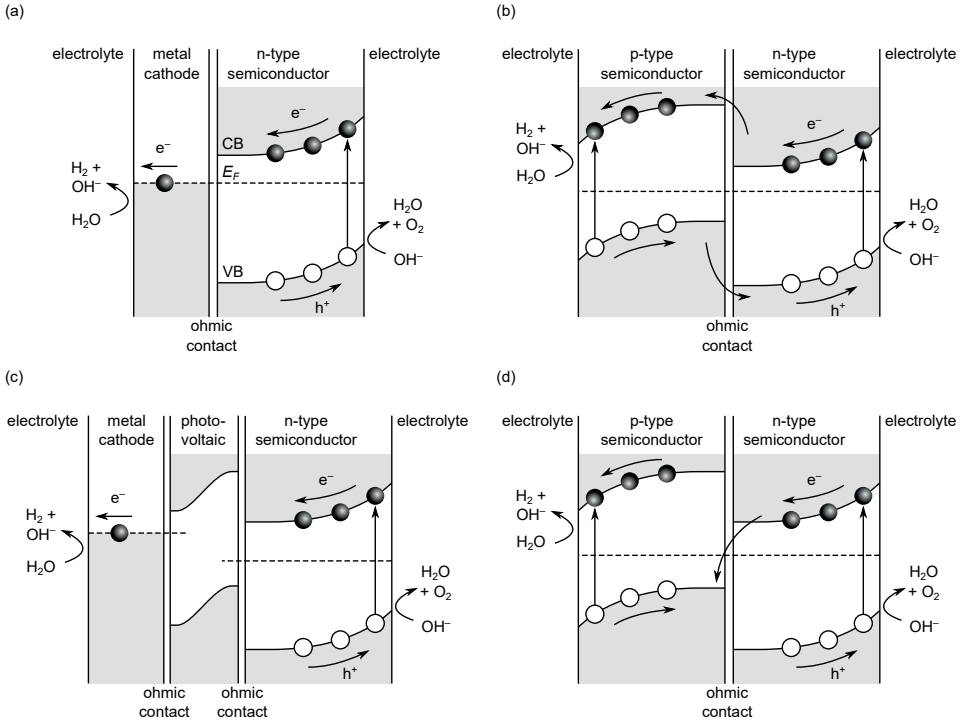 (a)
electrolyte
metal
cathode
n-type
semiconductor
electrolyte
e⁻
CB
e⁻
H₂ +
OH⁻
H₂O
E_F
H₂O
+ O₂
OH⁻
VB
h⁺
ohmic
contact
(b)
electrolyte
p-type
semiconductor
n-type
semiconductor
electrolyte
H₂ +
OH⁻
H₂O
e⁻
H₂O
+ O₂
OH⁻
h⁺
ohmic
contact
(c)
electrolyte
metal
cathode
photo-
voltaic
n-type
semiconductor
electrolyte
e⁻
e⁻
H₂ +
OH⁻
H₂O
H₂O
+ O₂
OH⁻
h⁺
ohmic
contact
ohmic
contact
(d)
electrolyte
p-type
semiconductor
n-type
semiconductor
electrolyte
e⁻
H₂ +
OH⁻
H₂O
e⁻
H₂O
+ O₂
OH⁻
h⁺
ohmic
contact